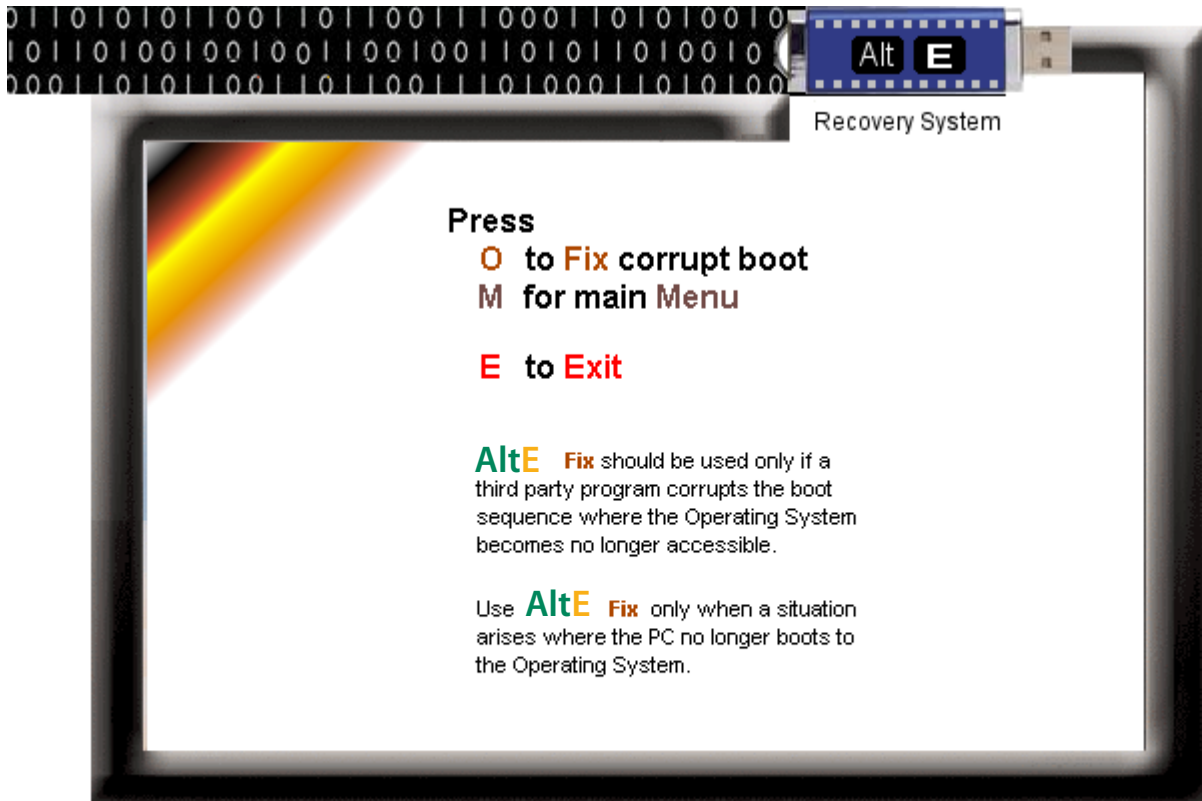 Alt E
Recovery System
Press
O to Fix corrupt boot
M for main Menu
E to Exit
AltE Fix should be used only if a
third party program corrupts the boot
sequence where the Operating System
becomes no longer accessible.
Use AltE Fix only when a situation
arises where the PC no longer boots to
the Operating System.